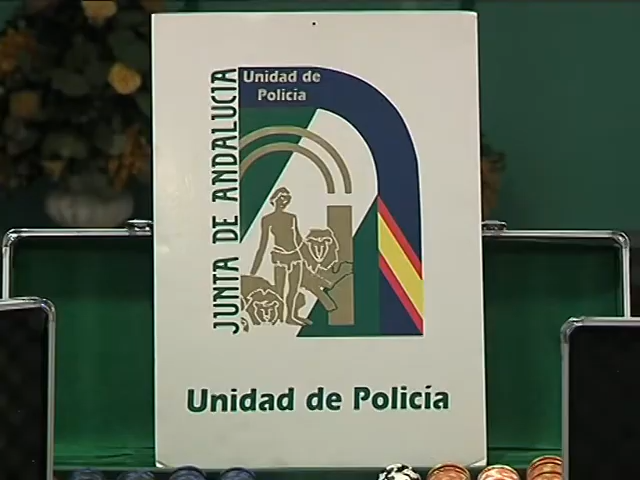 Unidad de
Policía
JUNTA DE ANDALUCIA
Unidad de Policía